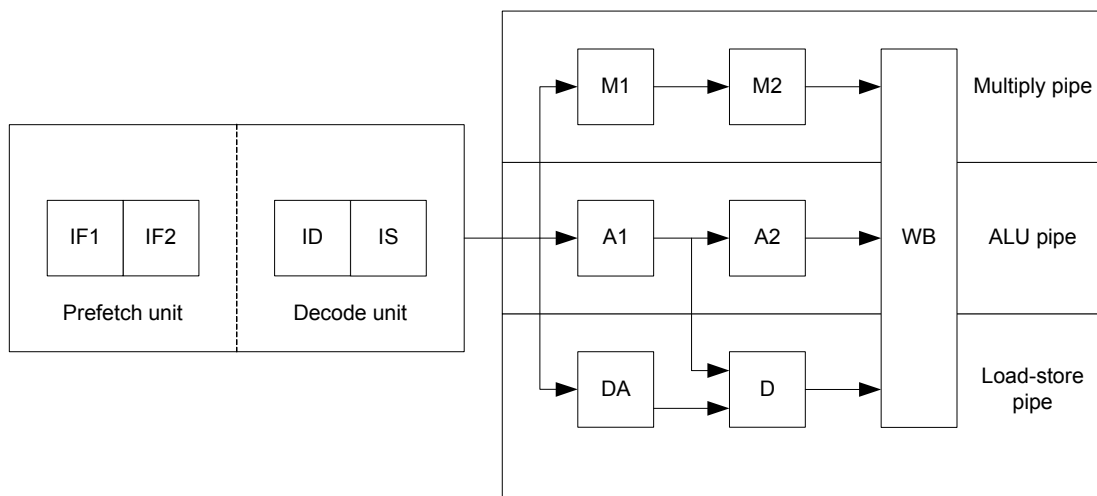 M1
M2
Multiply pipe
IF1
IF2
Prefetch unit
ID
IS
Decode unit
A1
A2
WB
ALU pipe
DA
D
Load-store
pipe